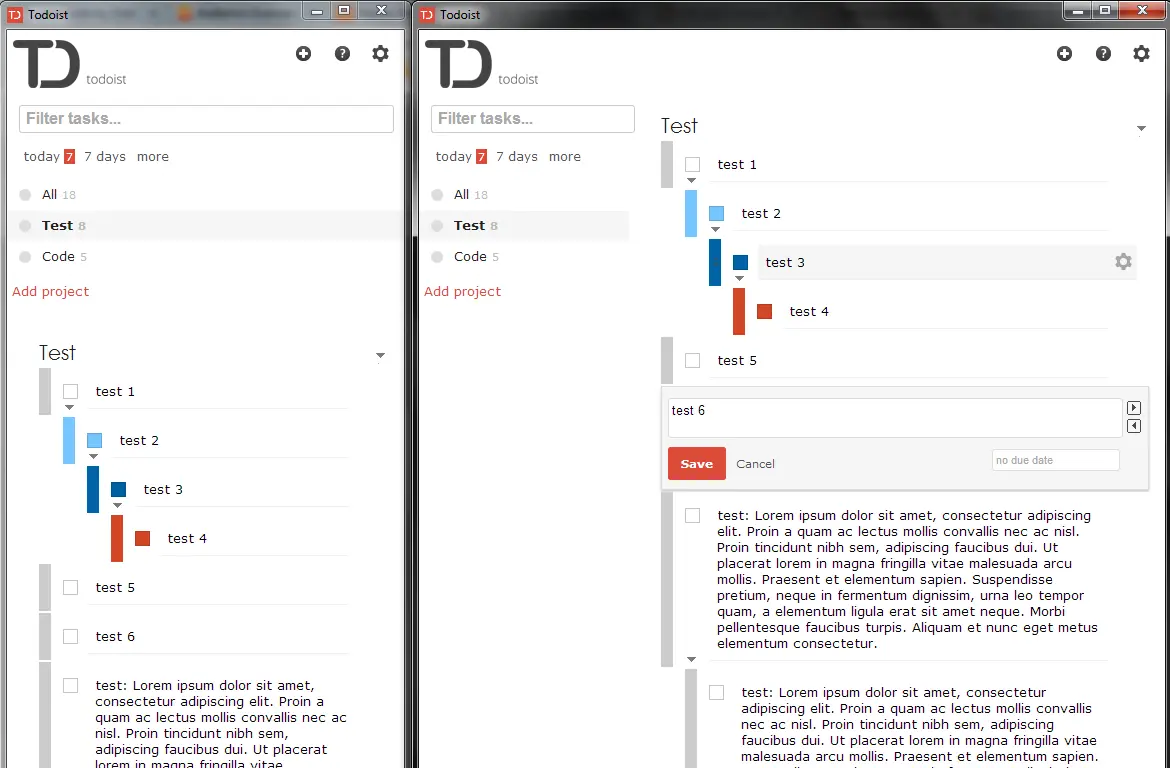 Todoist
TD todoist
Filter tasks...
today 7 7 days more
All 18
Test 8
Code 5
Add project
Test
test 1
test 2
test 3
test 4
test 5
test 6
test: Lorem ipsum dolor sit amet,
consectetur adipiscing elit. Proin a
quam ac lectus mollis convallis nec ac
nisl. Proin tincidunt nibh sem,
adipiscing faucibus dui. Ut placerat
lorem in magna fringilla vitae
Todoist
TD todoist
Filter tasks...
today 7 7 days more
All 18
Test 8
Code 5
Add project
Test
test 1
test 2
test 3
test 4
test 5
test 6
Save Cancel no due date
test: Lorem ipsum dolor sit amet, consectetur adipiscing
elit. Proin a quam ac lectus mollis convallis nec ac nisl.
Proin tincidunt nibh sem, adipiscing faucibus dui. Ut
placerat lorem in magna fringilla vitae malesuada arcu
mollis. Praesent et elementum sapien. Suspendisse
pretium, neque in fermentum dignissim, urna leo tempor
quam, a elementum ligula erat sit amet neque. Morbi
pellentesque faucibus turpis. Aliquam et nunc eget metus
elementum consectetur.
test: Lorem ipsum dolor sit amet, consectetur
adipiscing elit. Proin a quam ac lectus mollis convallis
nec ac nisl. Proin tincidunt nibh sem, adipiscing
faucibus dui. Ut placerat lorem in magna fringilla vitae
malesuada arcu mollis. Praesent et elementum sapien.